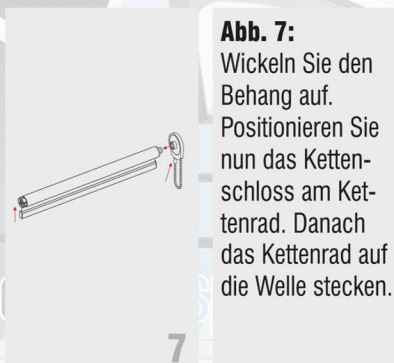 Abb. 7:
Wickeln Sie den
Behang auf.
Positionieren Sie
nun das Ketten-
schloss am Ket-
tenrad. Danach
das Kettenrad auf
die Welle stecken.
7